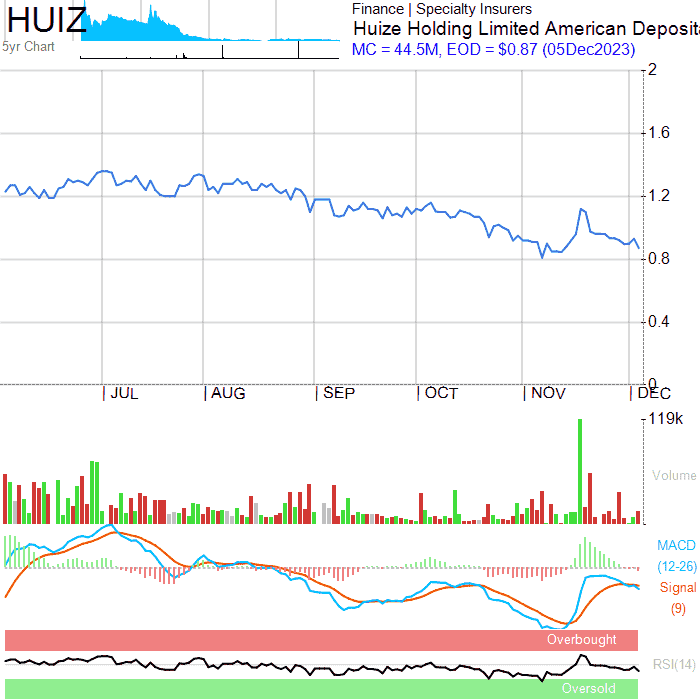 HUIZ
5yr Chart
Finance | Specialty Insurers
Huize Holding Limited American Deposit
MC = 44.5M, EOD = $0.87 (05Dec2023)
2
1.6
1.2
0.8
0.4
0
| JUL | AUG | SEP | OCT | NOV | DEC
119k
Volume
MACD
(12-26)
Signal
(9)
Overbought
RSI(14)
Oversold